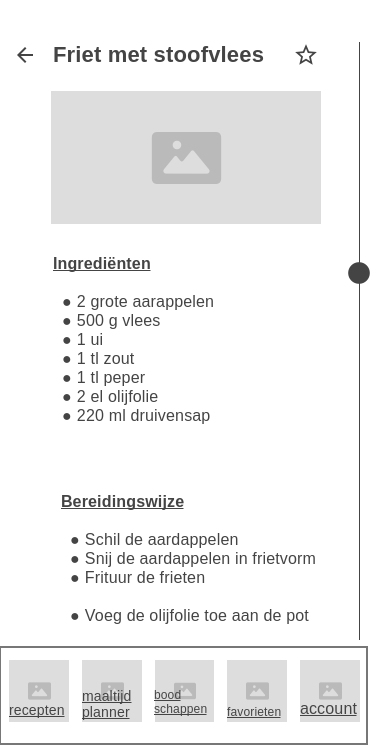 Friet met stoofvlees
Ingrediënten
● 2 grote aarappelen
● 500 g vlees
● 1 ui
● 1 tl zout
● 1 tl peper
● 2 el olijfolie
● 220 ml druivensap
Bereidingswijze
● Schil de aardappelen
● Snij de aardappelen in frietvorm
● Frituur de frieten
● Voeg de olijfolie toe aan de pot
recepten
maaltijd
planner
bood
schappen
favorieten
account